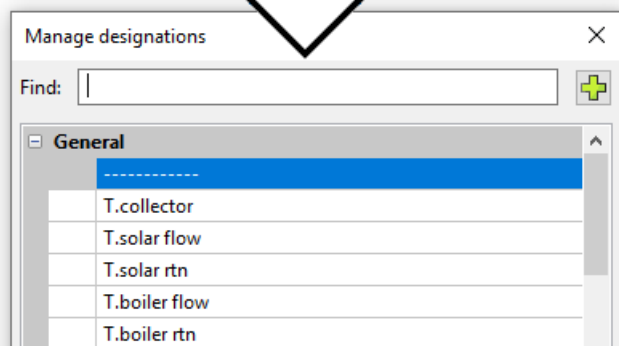 Manage designations
Find:
General
------------
T.collector
T.solar flow
T.solar rtn
T.boiler flow
T.boiler rtn